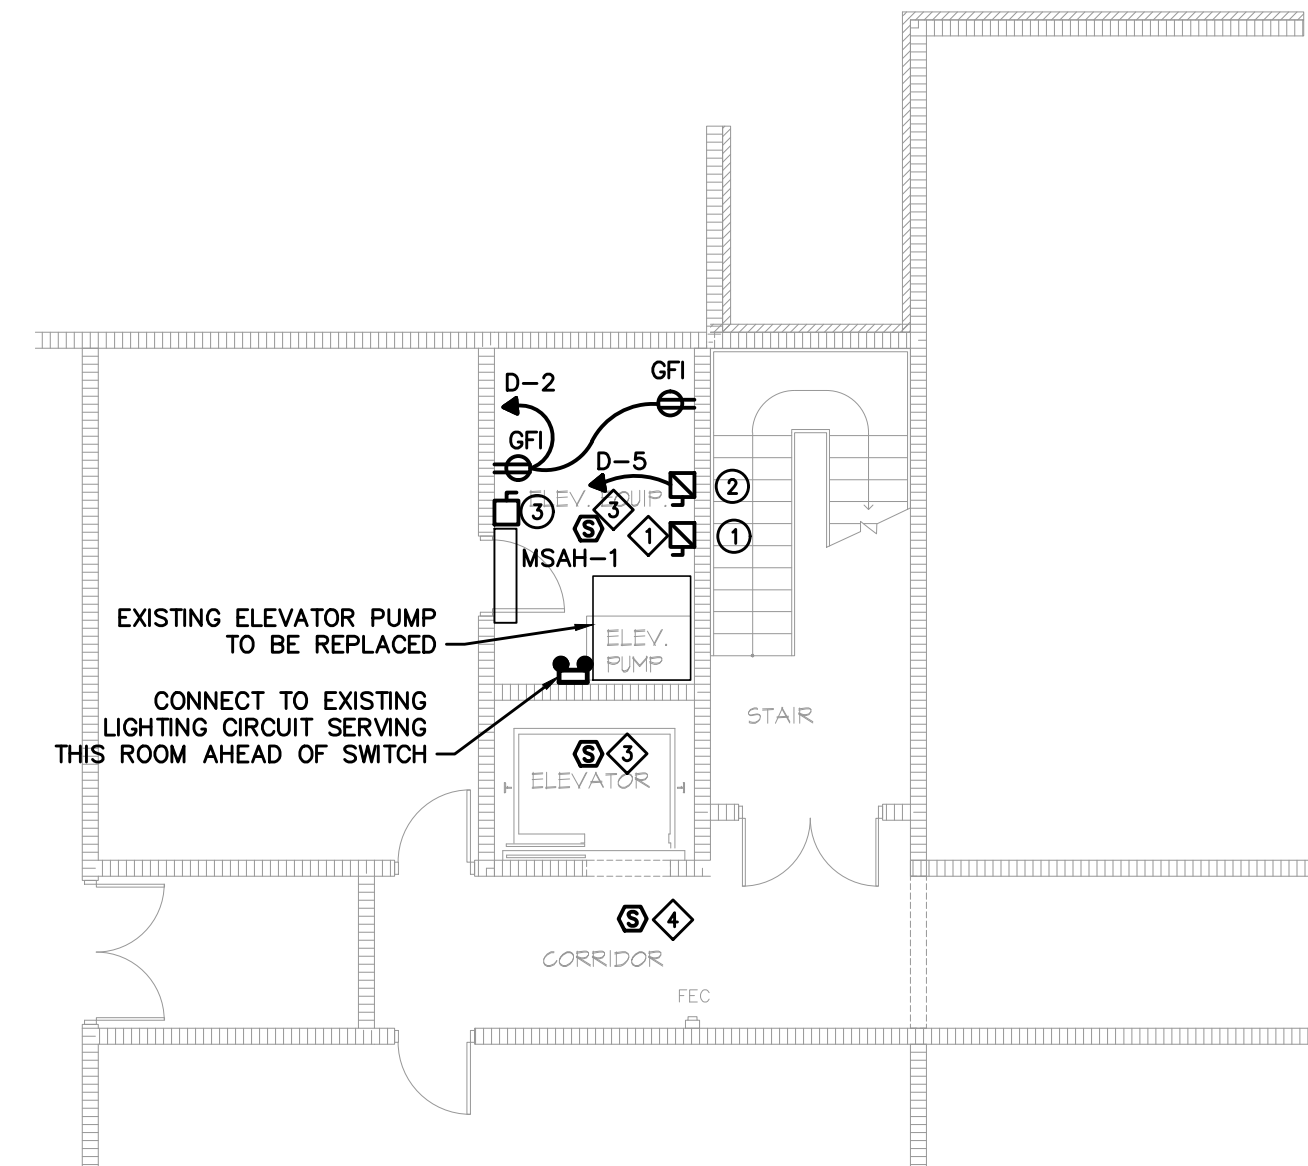 D-2
GFI
GFI
D-5
2
ELEV. EQUIP.
3
3
S
1
1
MSAH-1
EXISTING ELEVATOR PUMP
TO BE REPLACED
ELEV.
PUMP
CONNECT TO EXISTING
LIGHTING CIRCUIT SERVING
THIS ROOM AHEAD OF SWITCH
STAIR
S 3
ELEVATOR
S 4
CORRIDOR
FEC